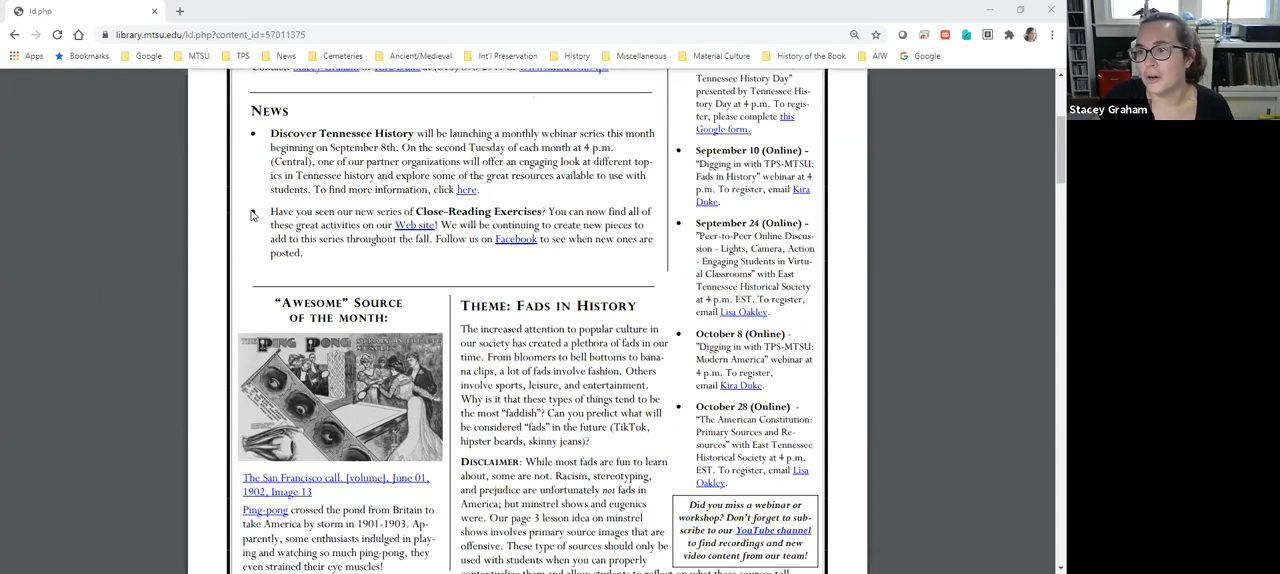 ld.php
library.mtsu.edu/ld.php?content_id=57011375
Apps Bookmarks Google MTSU TPS News Cemeteries Ancient/Medieval Int'l Preservation History Miscellaneous Material Culture History of the Book AIW Google
Stacey Graham
NEWS
Discover Tennessee History will be launching a monthly webinar series this month
beginning on September 8th. On the second Tuesday of each month at 4 p.m.
(Central), one of our partner organizations will offer an engaging look at different top-
ics in Tennessee history and explore some of the great resources available to use with
students. To find more information, click here.
Have you seen our new series of Close-Reading Exercises? You can now find all of
these great activities on our Web site! We will be continuing to create new pieces to
add to this series throughout the fall. Follow us on Facebook to see when new ones are
posted.
"AWESOME" SOURCE
OF THE MONTH:
THE PING PONG
The San Francisco call. [volume], June 01,
1902, Image 13
Ping-pong crossed the pond from Britain to
take America by storm in 1901-1903. Ap-
parently, some enthusiasts indulged in play-
ing and watching so much ping-pong, they
even strained their eye muscles!
THEME: FADS IN HISTORY
The increased attention to popular culture in
our society has created a plethora of fads in our
time. From bloomers to bell bottoms to bana-
na clips, a lot of fads involve fashion. Others
involve sports, leisure, and entertainment.
Why is it that these types of things tend to be
the most "faddish"? Can you predict what will
be considered "fads" in the future (TikTok,
hipster beards, skinny jeans)?
DISCLAIMER: While most fads are fun to learn
about, some are not. Racism, stereotyping,
and prejudice are unfortunately not fads in
America; but minstrel shows and eugenics
were. Our page 3 lesson idea on minstrel
shows involves primary source images that are
offensive. These type of sources should only be
used with students when you can properly
contextualize them and allow students to reflect on what these sources tell
Tennessee History Day"
presented by Tennessee His-
tory Day at 4 p.m. To regis-
ter, please complete this
Google form.
September 10 (Online) -
"Digging in with TPS-MTSU:
Fads in History" webinar at 4
p.m. To register, email Kira
Duke.
September 24 (Online) -
"Peer-to-Peer Online Discus-
sion - Lights, Camera, Action
- Engaging Students in Virtu-
al Classrooms" with East
Tennessee Historical Society
at 4 p.m. EST. To register,
email Lisa Oakley.
October 8 (Online) -
"Digging in with TPS-MTSU:
Modern America" webinar at
4 p.m. To register,
email Kira Duke.
October 28 (Online) -
"The American Constitution:
Primary Sources and Re-
sources" with East Tennessee
Historical Society at 4 p.m.
EST. To register, email Lisa
Oakley.
Did you miss a webinar or
workshop? Don't forget to sub-
scribe to our YouTube channel
to find recordings and new
video content from our team!